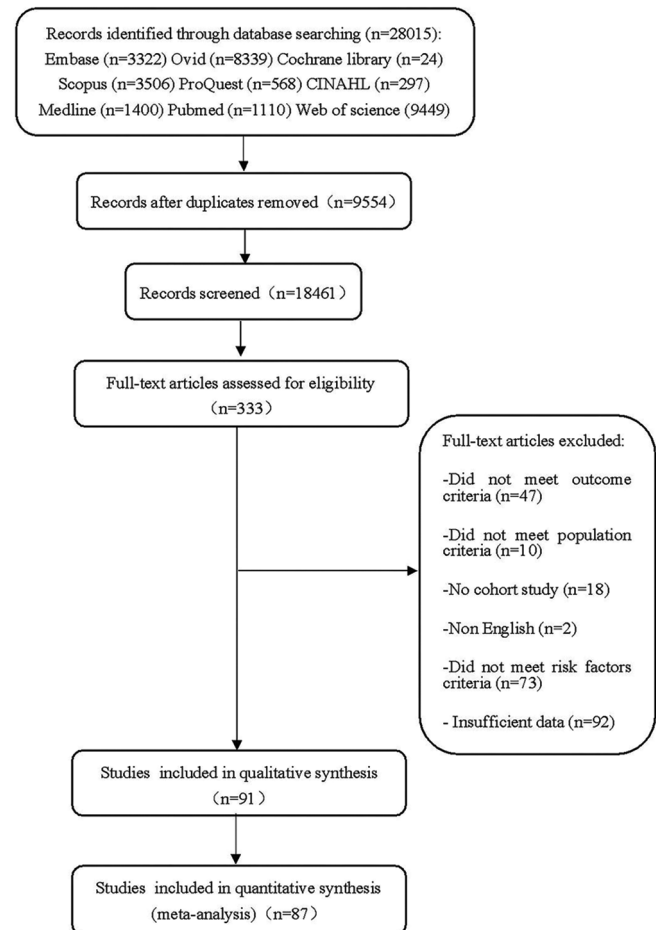 Records identified through database searching (n=28015):
Embase (n=3322) Ovid (n=8339) Cochrane library (n=24)
Scopus (n=3506) ProQuest (n=568) CINAHL (n=297)
Medline (n=1400) Pubmed (n=1110) Web of science (9449)
Records after duplicates removed（n=9554）
Records screened（n=18461）
Full-text articles assessed for eligibility
（n=333）
Full-text articles excluded:
-Did not meet outcome
criteria (n=47)
-Did not meet population
criteria (n=10)
-No cohort study (n=18)
-Non English (n=2)
-Did not meet risk factors
criteria (n=73)
- Insufficient data (n=92)
Studies included in qualitative synthesis
（n=91）
Studies included in quantitative synthesis
(meta-analysis)（n=87）